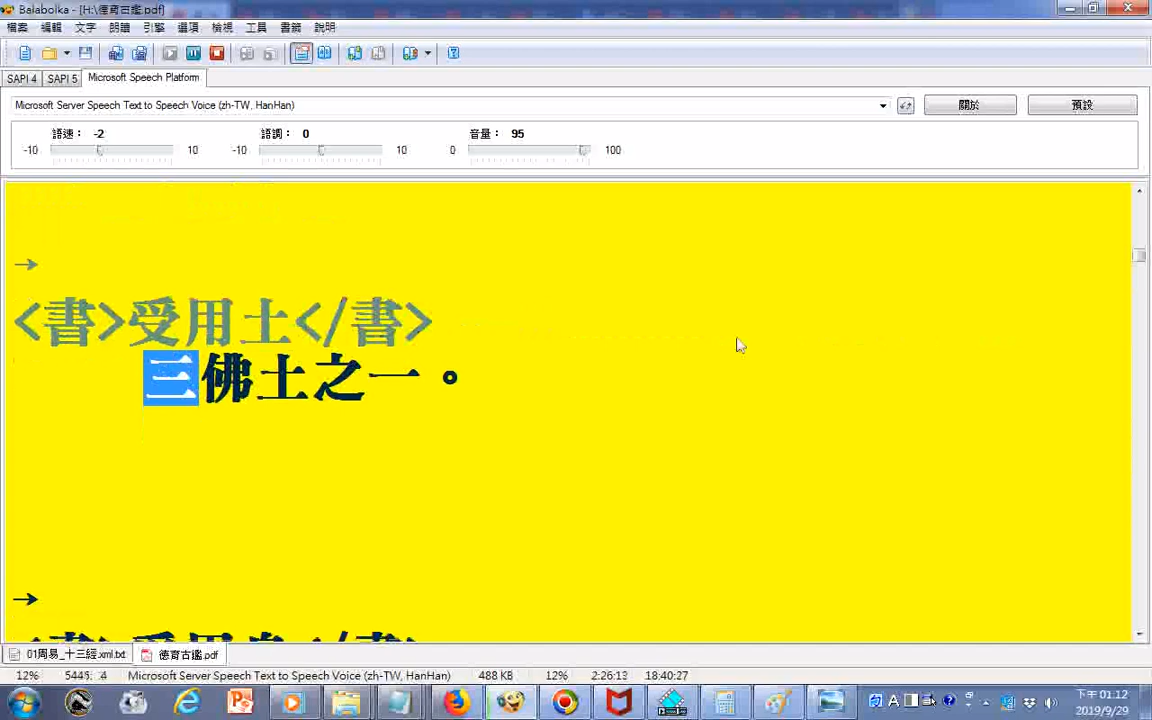 Balabolka - [H:\德育古鑑.pdf]
檔案 編輯 文字 朗讀 引擎 選項 檢視 工具 書籤 說明
SAPI 4 SAPI 5 Microsoft Speech Platform
Microsoft Server Speech Text to Speech Voice (zh-TW, HanHan) 關於 預設
語速： -2 語調： 0 音量： 95
-10 10 -10 10 0 100
→
<書>受用土</書>
三佛土之一。
→
01周易_十三經.xml.txt 德育古鑑.pdf
12% Microsoft Server Speech Text to Speech Voice (zh-TW, HanHan) 488 KB 12% 2:26:13 18:40:27
下午 01:12
2019/9/29